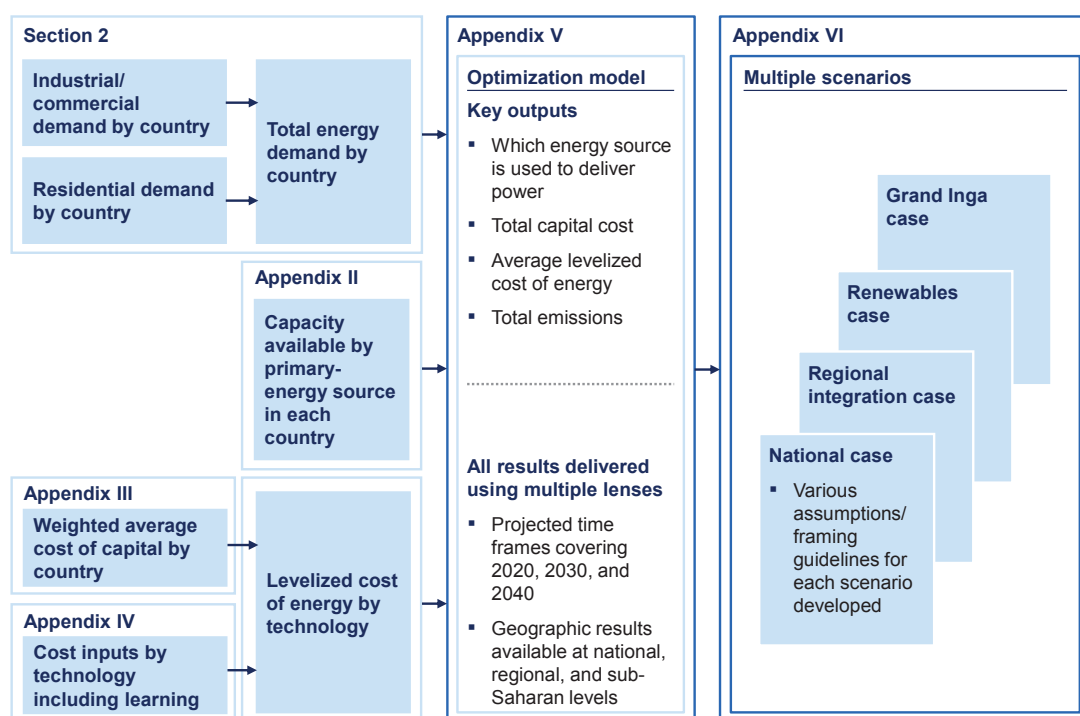 Section 2
Industrial/
commercial
demand by country
Residential demand
by country
Total energy
demand by
country
Appendix II
Capacity
available by
primary-
energy source
in each
country
Appendix III
Weighted average
cost of capital by
country
Appendix IV
Cost inputs by
technology
including learning
Levelized cost
of energy by
technology
Appendix V
Optimization model
Key outputs
▪ Which energy source
is used to deliver
power
▪ Total capital cost
▪ Average levelized
cost of energy
▪ Total emissions
All results delivered
using multiple lenses
▪ Projected time
frames covering
2020, 2030, and
2040
▪ Geographic results
available at national,
regional, and sub-
Saharan levels
Appendix VI
Multiple scenarios
Grand Inga
case
Renewables
case
Regional
integration case
National case
▪ Various
assumptions/
framing
guidelines for
each scenario
developed